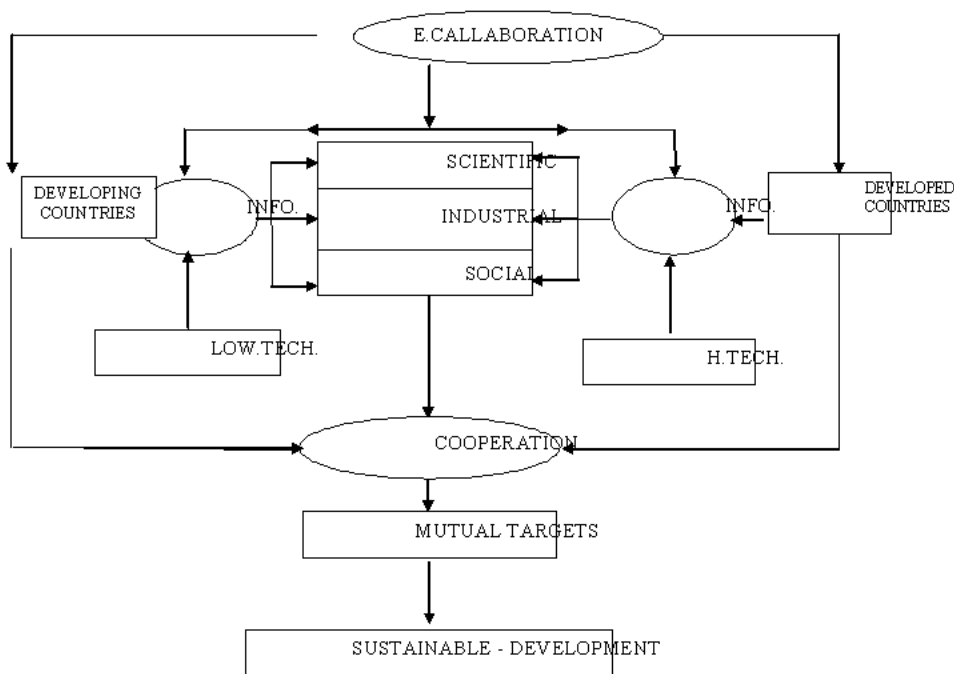 E.CALLABORATION
SCIENTIFIC
DEVELOPING
COUNTRIES
INFO.
INDUSTRIAL
INFO.
DEVELOPED
COUNTRIES
SOCIAL
LOW.TECH.
H.TECH.
COOPERATION
MUTUAL TARGETS
SUSTAINABLE - DEVELOPMENT